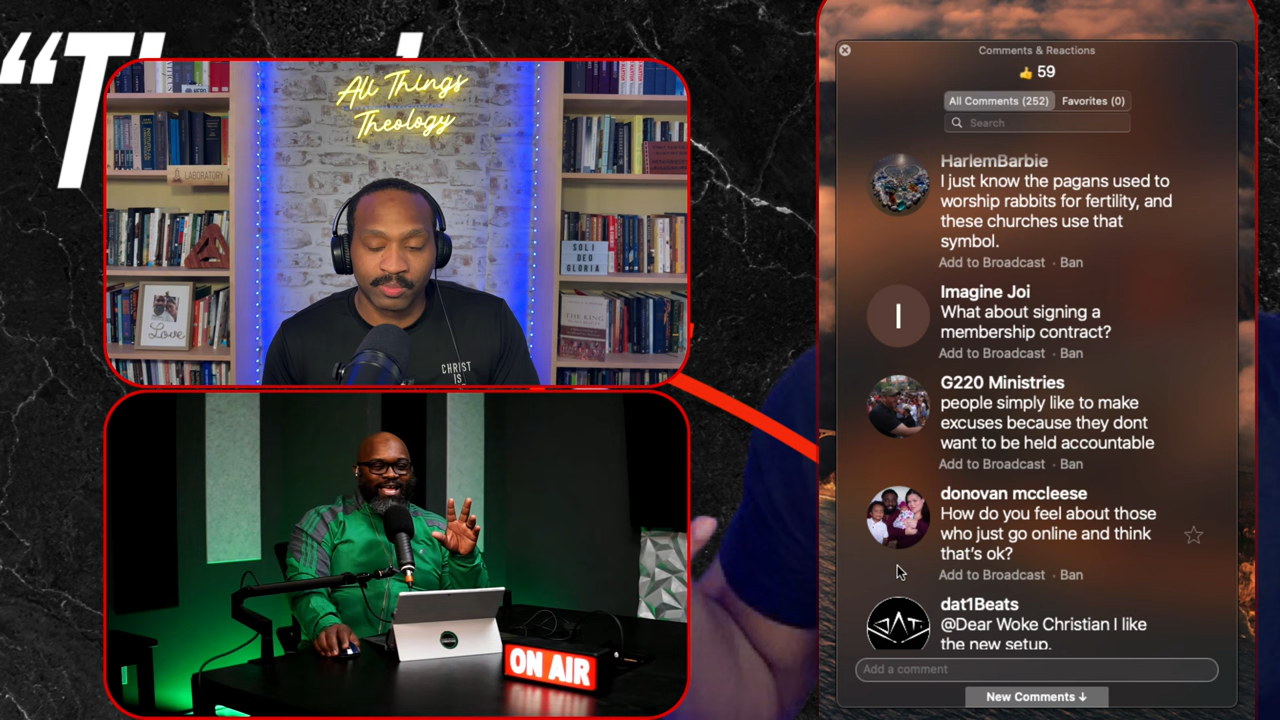 “Th
All Things
Theology
LABORATORY
SOLI
DEO
GLORIA
Love
THE KING
CHRIST
IS
ON AIR
Comments & Reactions
👍 59
All Comments (252) Favorites (0)
Search
HarlemBarbie
I just know the pagans used to
worship rabbits for fertility, and
these churches use that
symbol.
Add to Broadcast · Ban
I
Imagine Joi
What about signing a
membership contract?
Add to Broadcast · Ban
G220 Ministries
people simply like to make
excuses because they dont
want to be held accountable
Add to Broadcast · Ban
donovan mccleese
How do you feel about those
who just go online and think
that’s ok?
Add to Broadcast · Ban
dat1Beats
@Dear Woke Christian I like
the new setup.
Add a comment
New Comments ↓